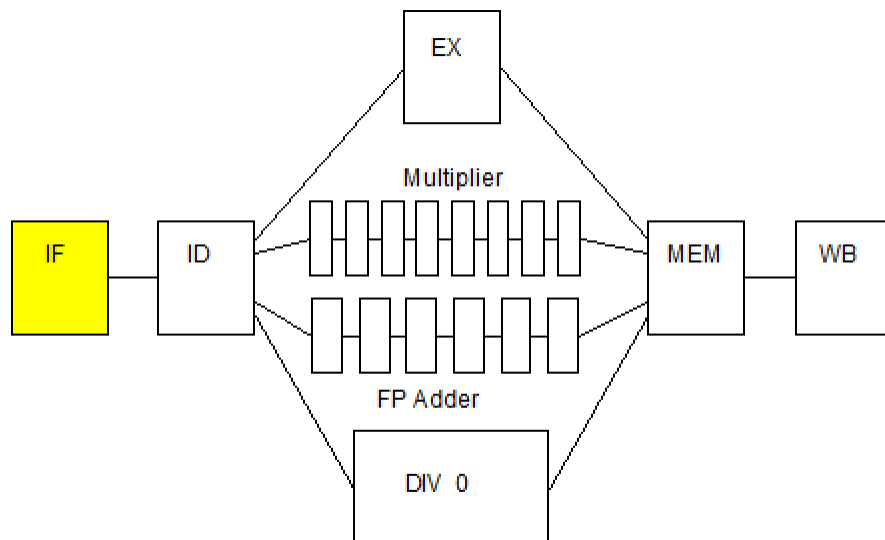 EX
Multiplier
IF
ID
MEM
WB
FP Adder
DIV 0